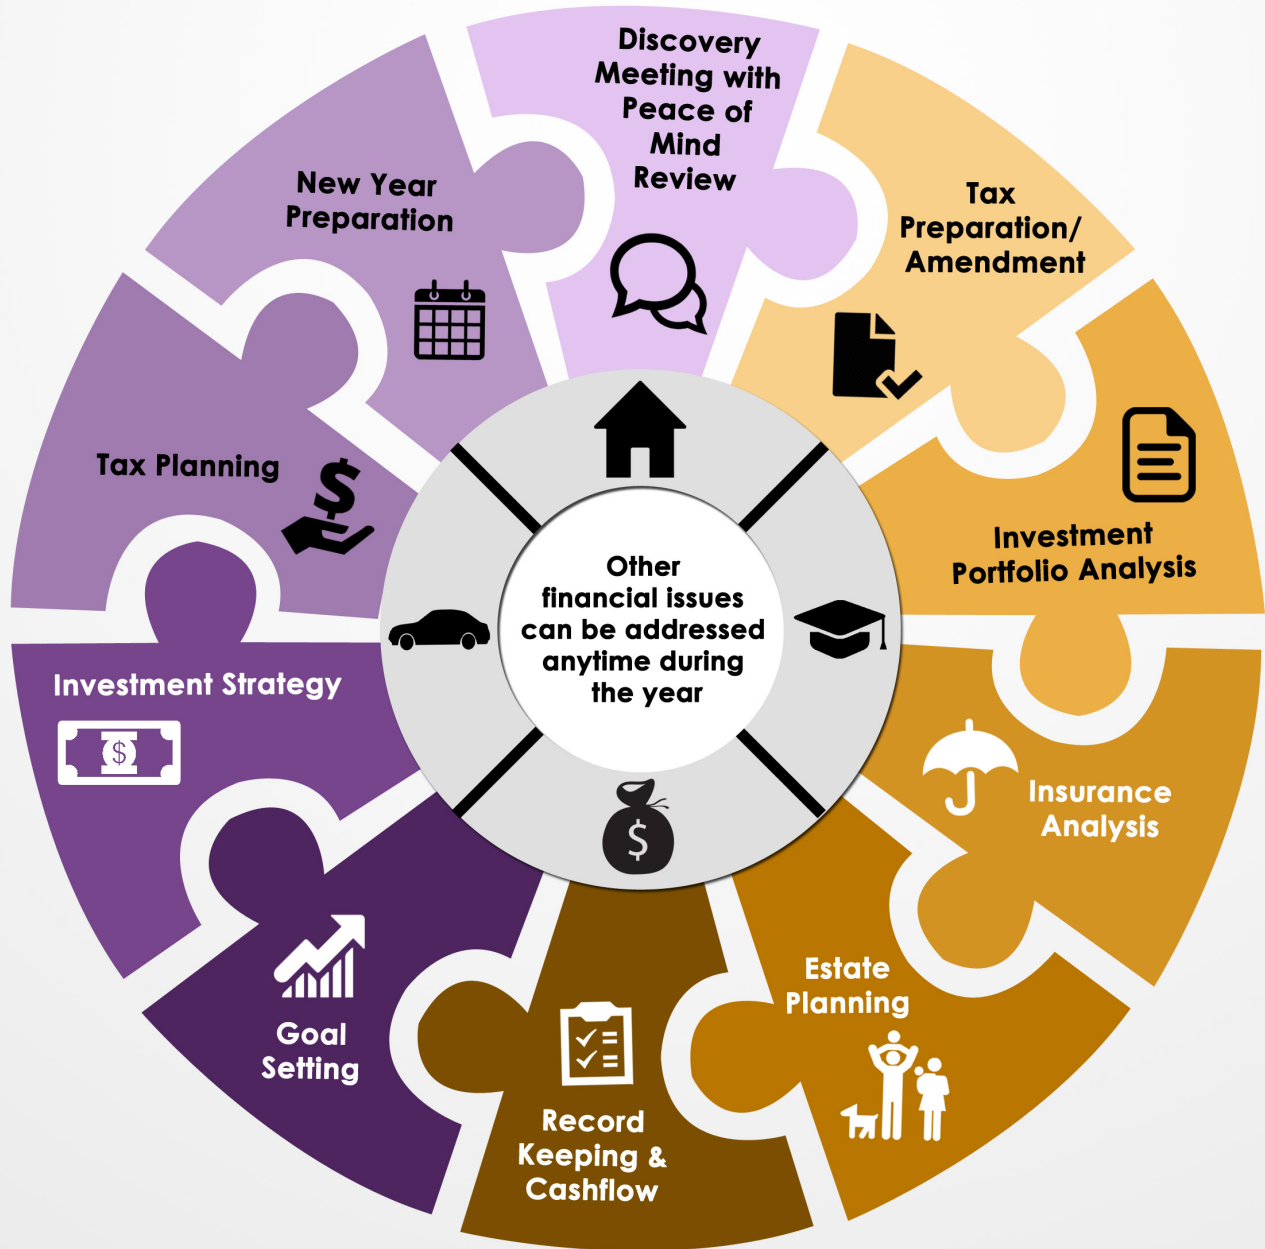 Discovery
Meeting with
Peace of
Mind
Review
Tax
Preparation/
Amendment
Investment
Portfolio Analysis
Insurance
Analysis
Estate
Planning
Record
Keeping &
Cashflow
Goal
Setting
Investment Strategy
$
Tax Planning
$
New Year
Preparation
Other
financial issues
can be addressed
anytime during
the year
$